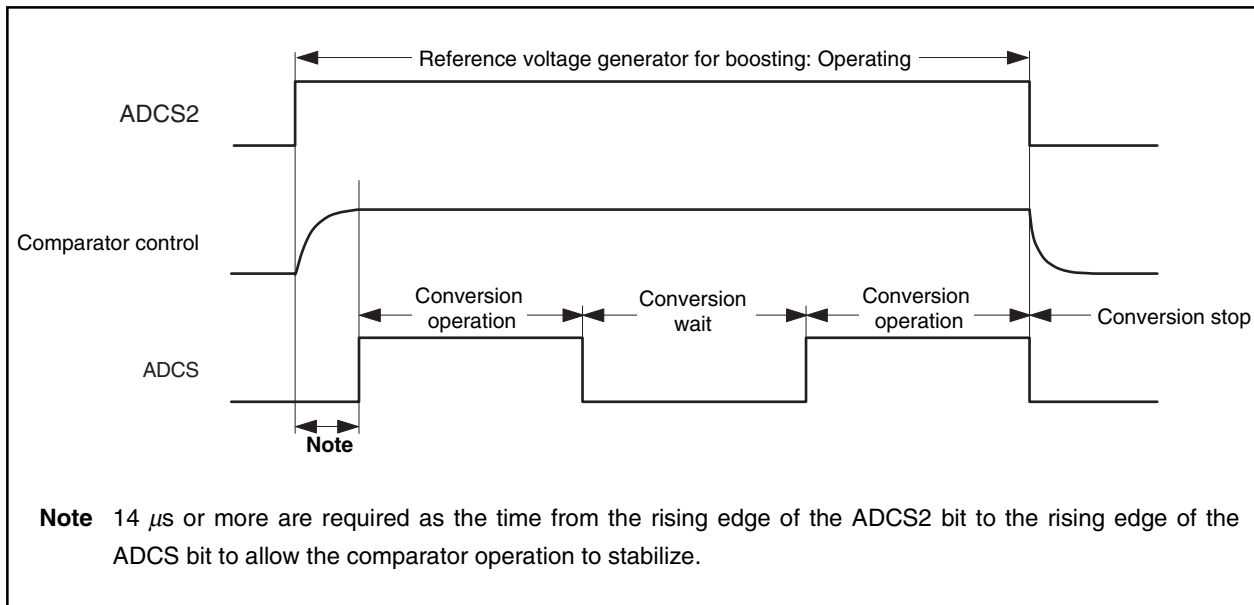 Reference voltage generator for boosting: Operating
ADCS2
Comparator control
Conversion
operation
Conversion
wait
Conversion
operation
Conversion stop
ADCS
Note
Note 14 μs or more are required as the time from the rising edge of the ADCS2 bit to the rising edge of the
ADCS bit to allow the comparator operation to stabilize.